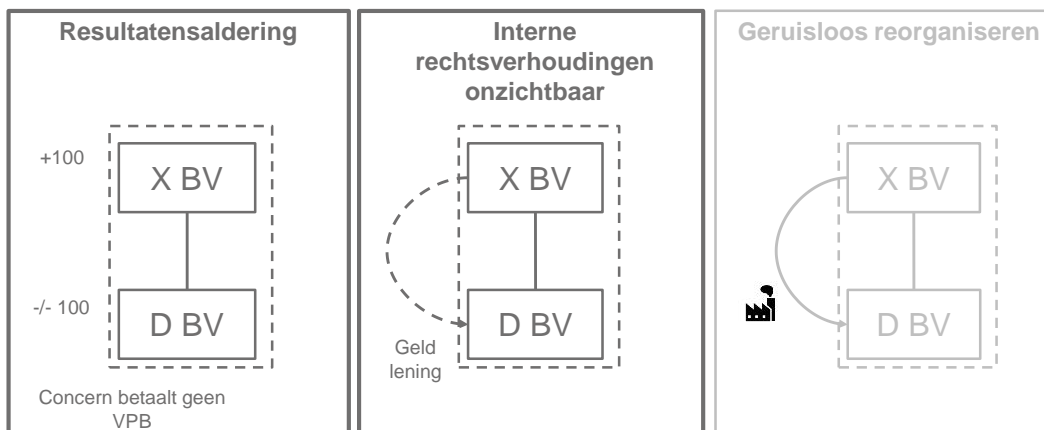 Resultatensaldering
+100
X BV
-/- 100
D BV
Concern betaalt geen
VPB
Interne
rechtsverhoudingen
onzichtbaar
X BV
D BV
Geld
lening
Geruisloos reorganiseren
X BV
D BV